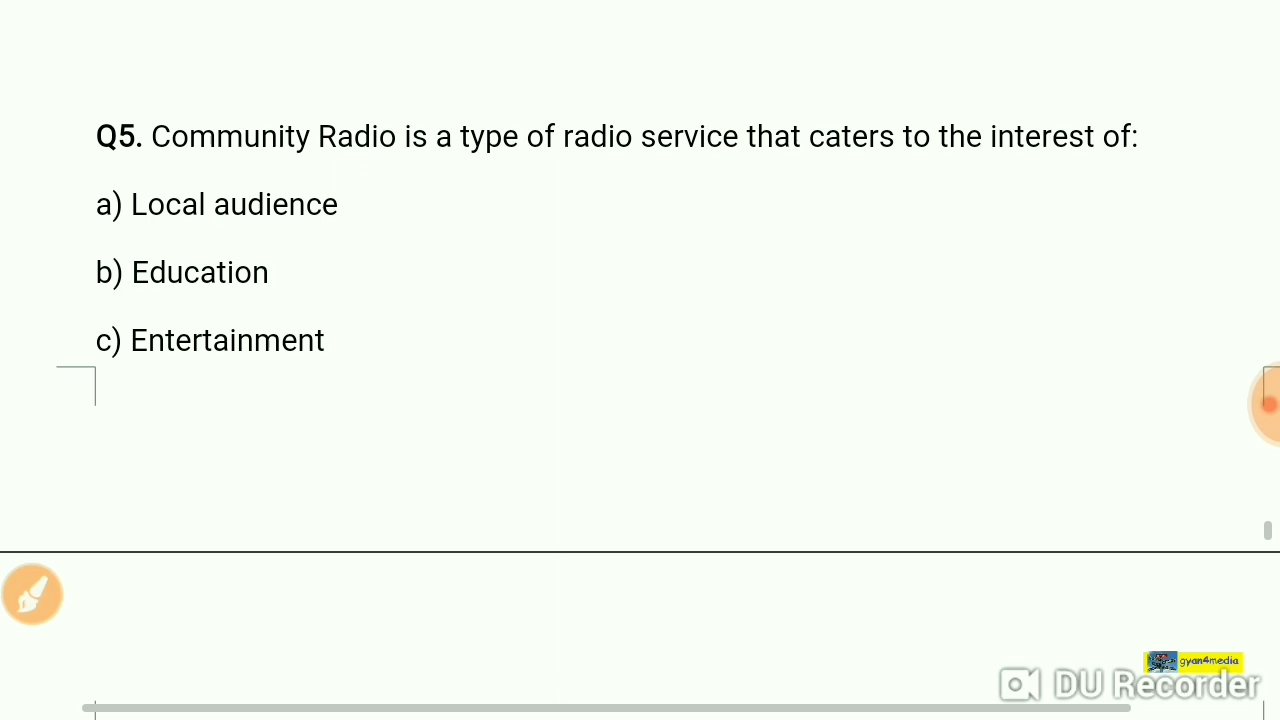 Q5. Community Radio is a type of radio service that caters to the interest of:
a) Local audience
b) Education
c) Entertainment
gyan4media
DU Recorder